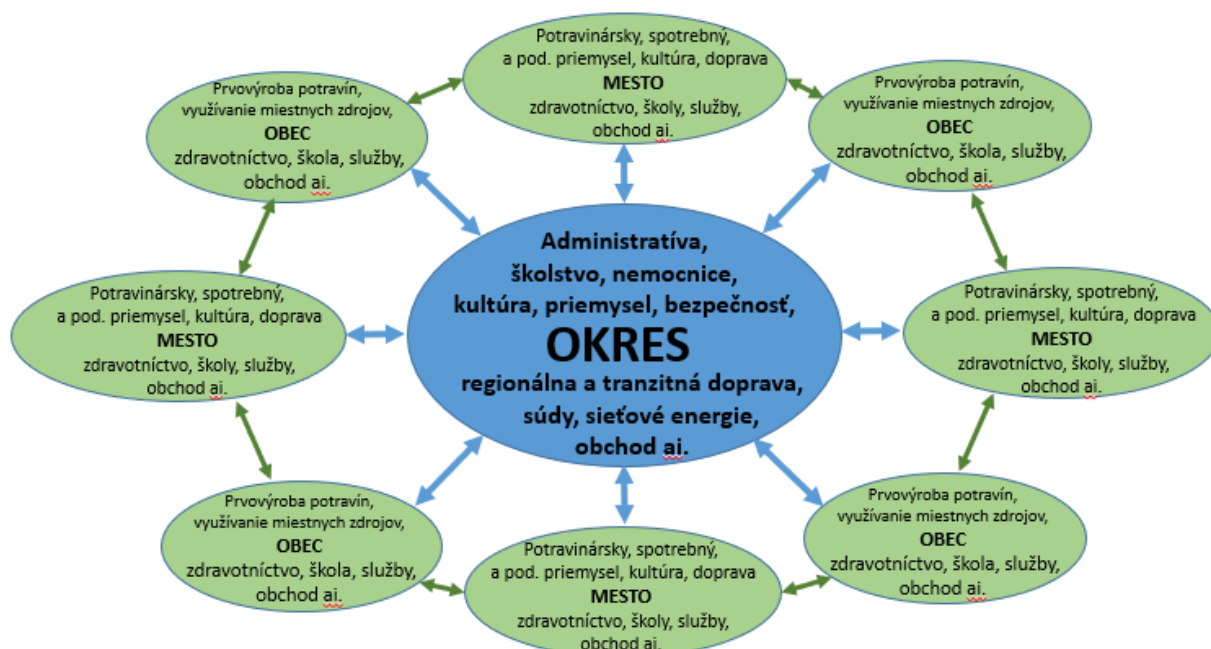 Potravinársky, spotrebný,
a pod. priemysel, kultúra, doprava
MESTO
zdravotníctvo, školy, služby,
obchod ai.
Prvovýroba potravín,
využívanie miestnych zdrojov,
OBEC
zdravotníctvo, škola, služby,
obchod ai.
Prvovýroba potravín,
využívanie miestnych zdrojov,
OBEC
zdravotníctvo, škola, služby,
obchod ai.
Potravinársky, spotrebný,
a pod. priemysel, kultúra, doprava
MESTO
zdravotníctvo, školy, služby,
obchod ai.
Administratíva,
školstvo, nemocnice,
kultúra, priemysel, bezpečnosť,
OKRES
regionálna a tranzitná doprava,
súdy, sieťové energie,
obchod ai.
Potravinársky, spotrebný,
a pod. priemysel, kultúra, doprava
MESTO
zdravotníctvo, školy, služby,
obchod ai.
Prvovýroba potravín,
využívanie miestnych zdrojov,
OBEC
zdravotníctvo, škola, služby,
obchod ai.
Potravinársky, spotrebný,
a pod. priemysel, kultúra, doprava
MESTO
zdravotníctvo, školy, služby,
obchod ai.
Prvovýroba potravín,
využívanie miestnych zdrojov,
OBEC
zdravotníctvo, škola, služby,
obchod ai.